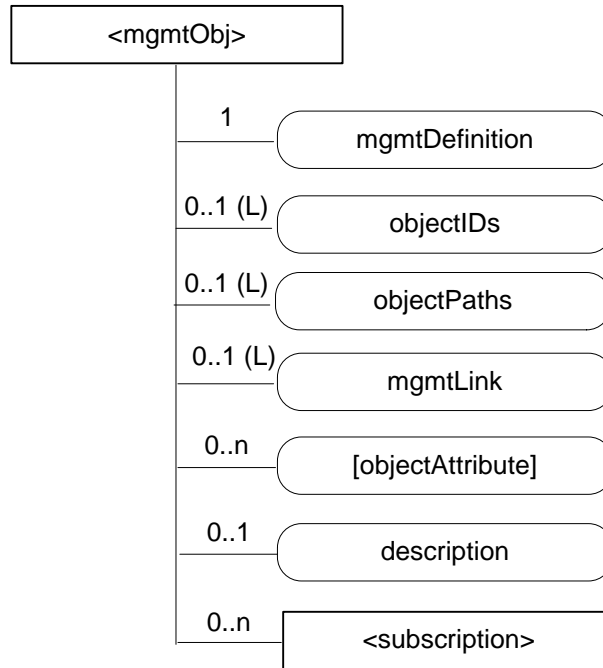 <mgmtObj>
1
mgmtDefinition
0..1 (L)
objectIDs
0..1 (L)
objectPaths
0..1 (L)
mgmtLink
0..n
[objectAttribute]
0..1
description
0..n
<subscription>